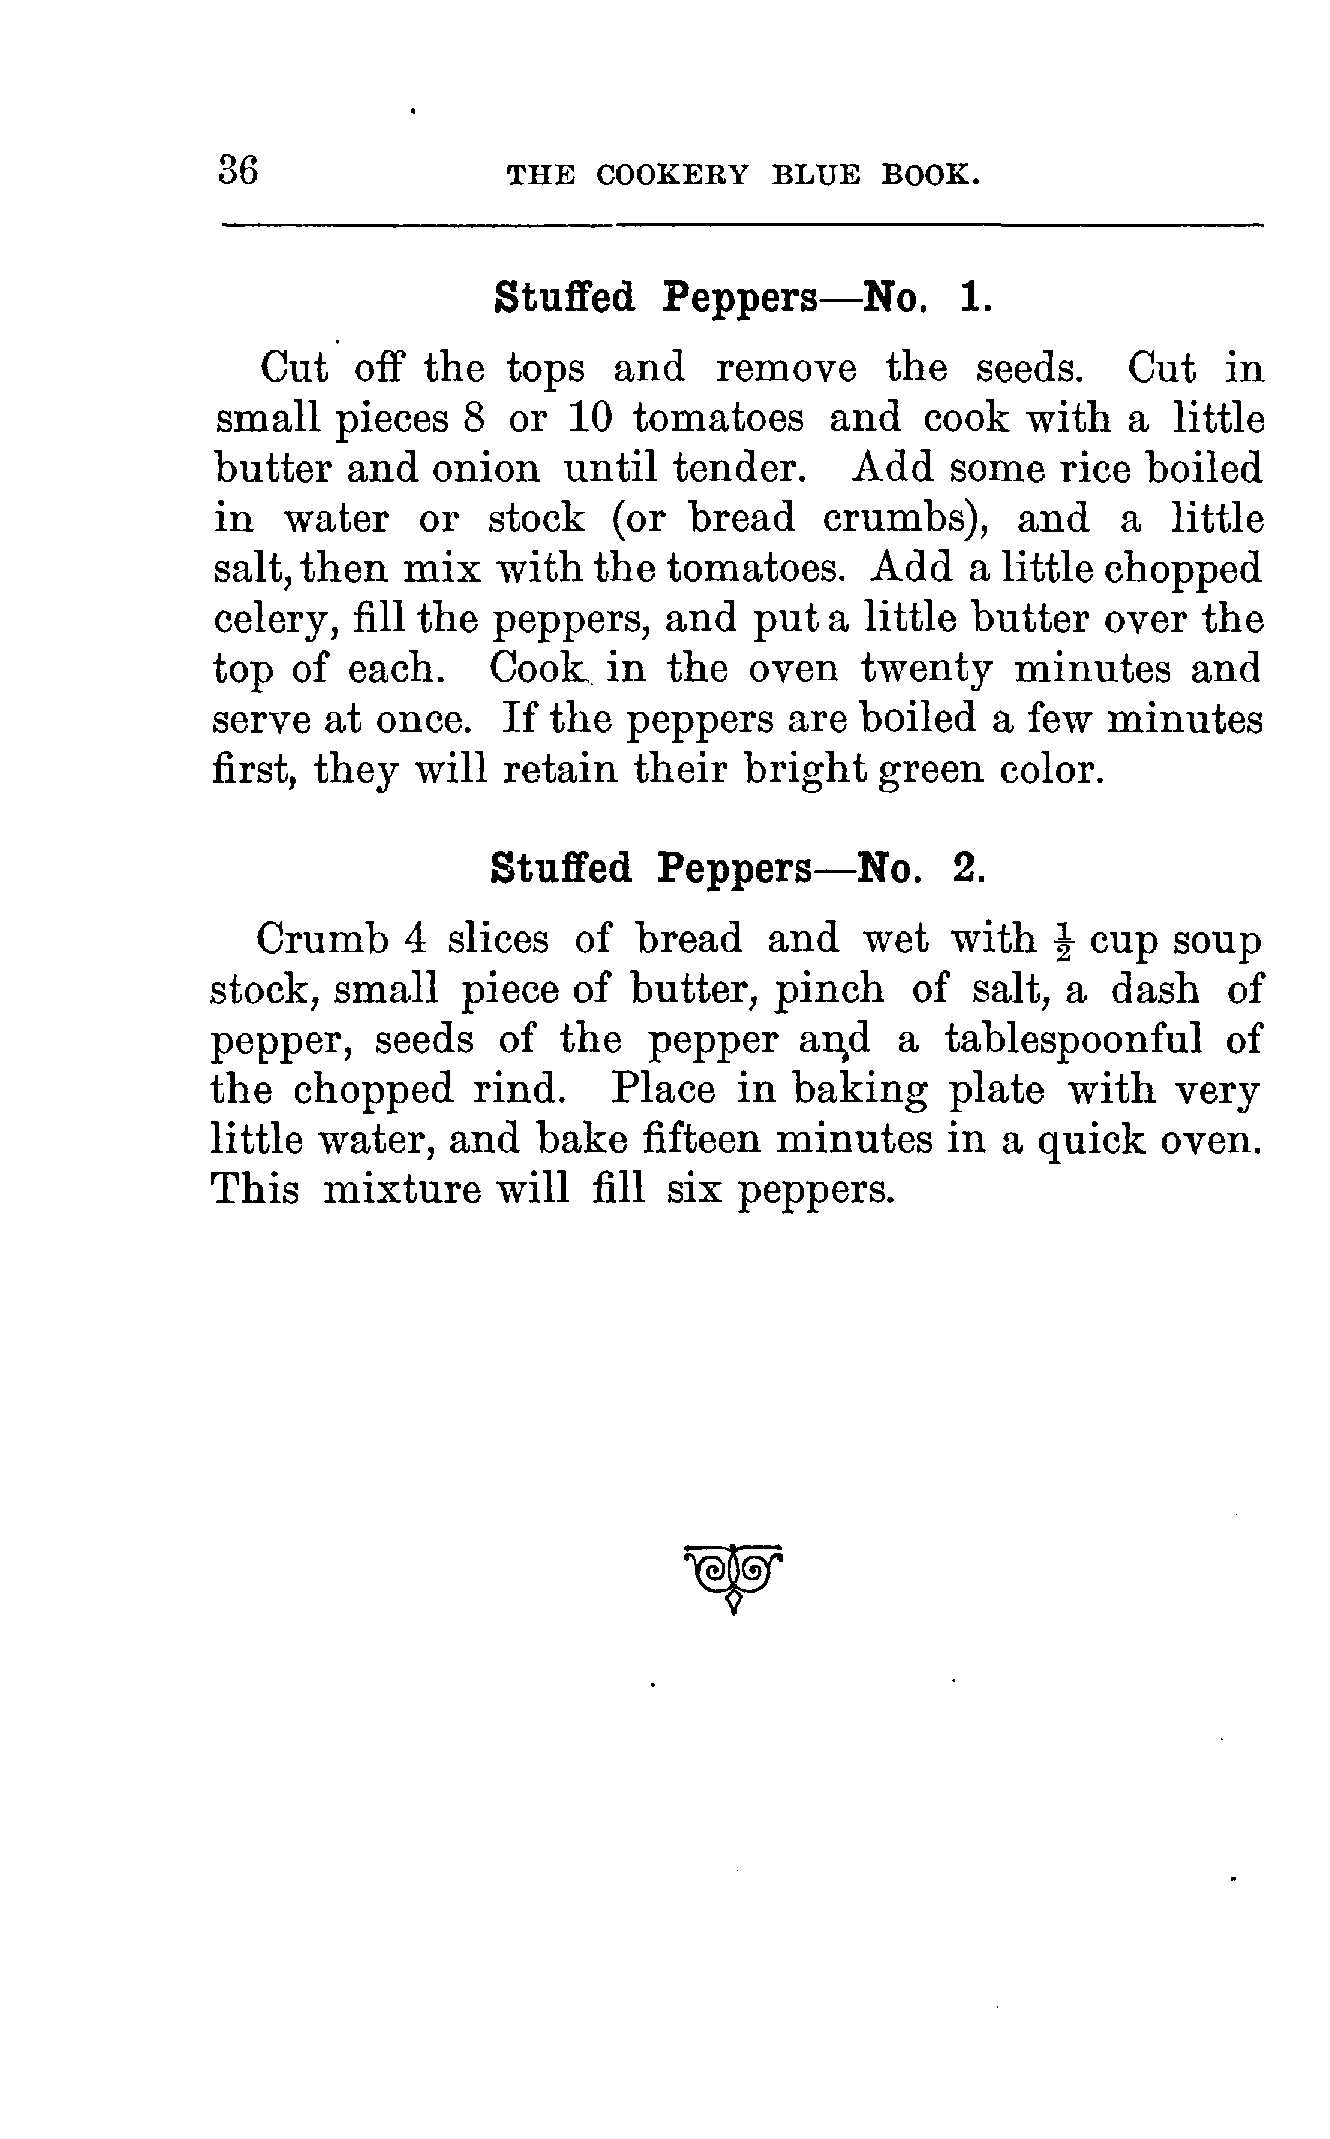 36 THE COOKERY BLUE BOOK.
Stuffed Peppers—No. 1.
Cut off the tops and remove the seeds. Cut in
small pieces 8 or 10 tomatoes and cook with a little
butter and onion until tender. Add some rice boiled
in water or stock (or bread crumbs), and a little
salt, then mix with the tomatoes. Add a little chopped
celery, fill the peppers, and put a little butter over the
top of each. Cook in the oven twenty minutes and
serve at once. If the peppers are boiled a few minutes
first, they will retain their bright green color.
Stuffed Peppers—No. 2.
Crumb 4 slices of bread and wet with ½ cup soup
stock, small piece of butter, pinch of salt, a dash of
pepper, seeds of the pepper and a tablespoonful of
the chopped rind. Place in baking plate with very
little water, and bake fifteen minutes in a quick oven.
This mixture will fill six peppers.